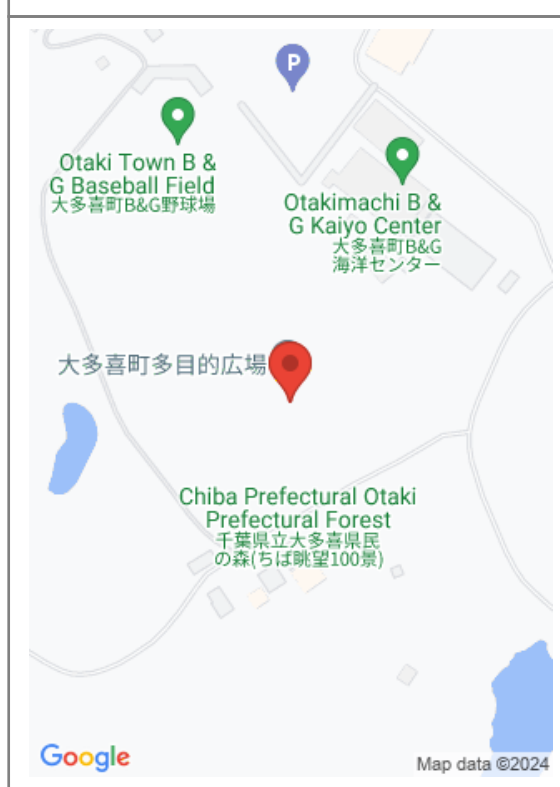 P
Otaki Town B &
G Baseball Field
大多喜町B&G野球場
Otakimachi B &
G Kaiyo Center
大多喜町B&G
海洋センター
大多喜町多目的広場
Chiba Prefectural Otaki
Prefectural Forest
千葉県立大多喜県民
の森(ちば眺望100景)
Google
Map data ©2024